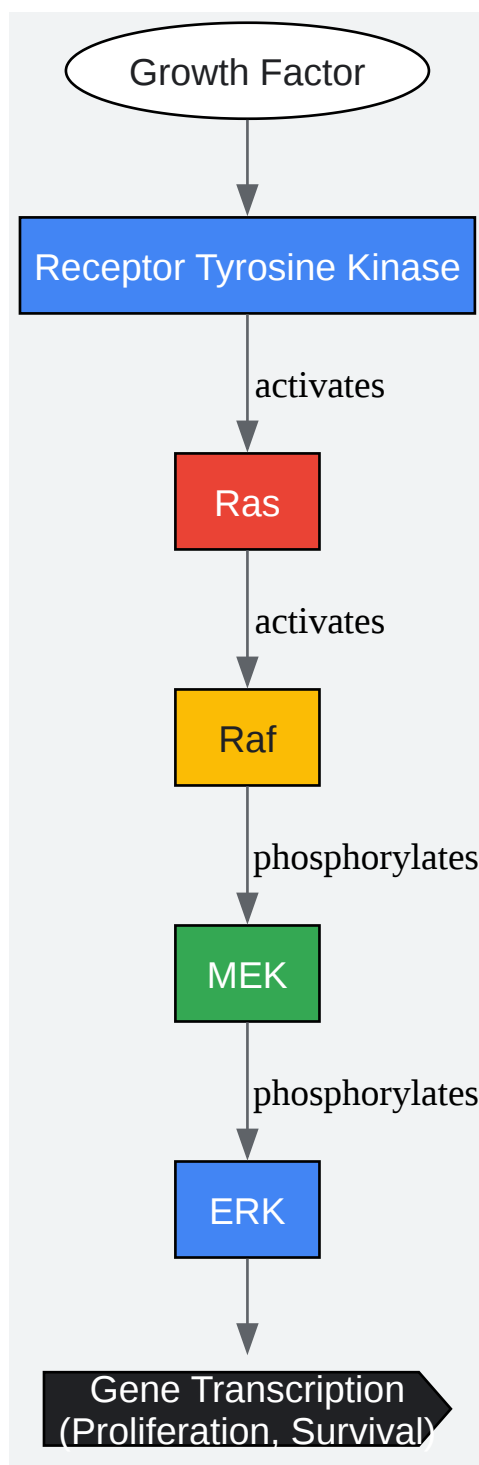 Growth Factor
Receptor Tyrosine Kinase
activates
Ras
activates
Raf
phosphorylates
MEK
phosphorylates
ERK
Gene Transcription
(Proliferation, Survival)